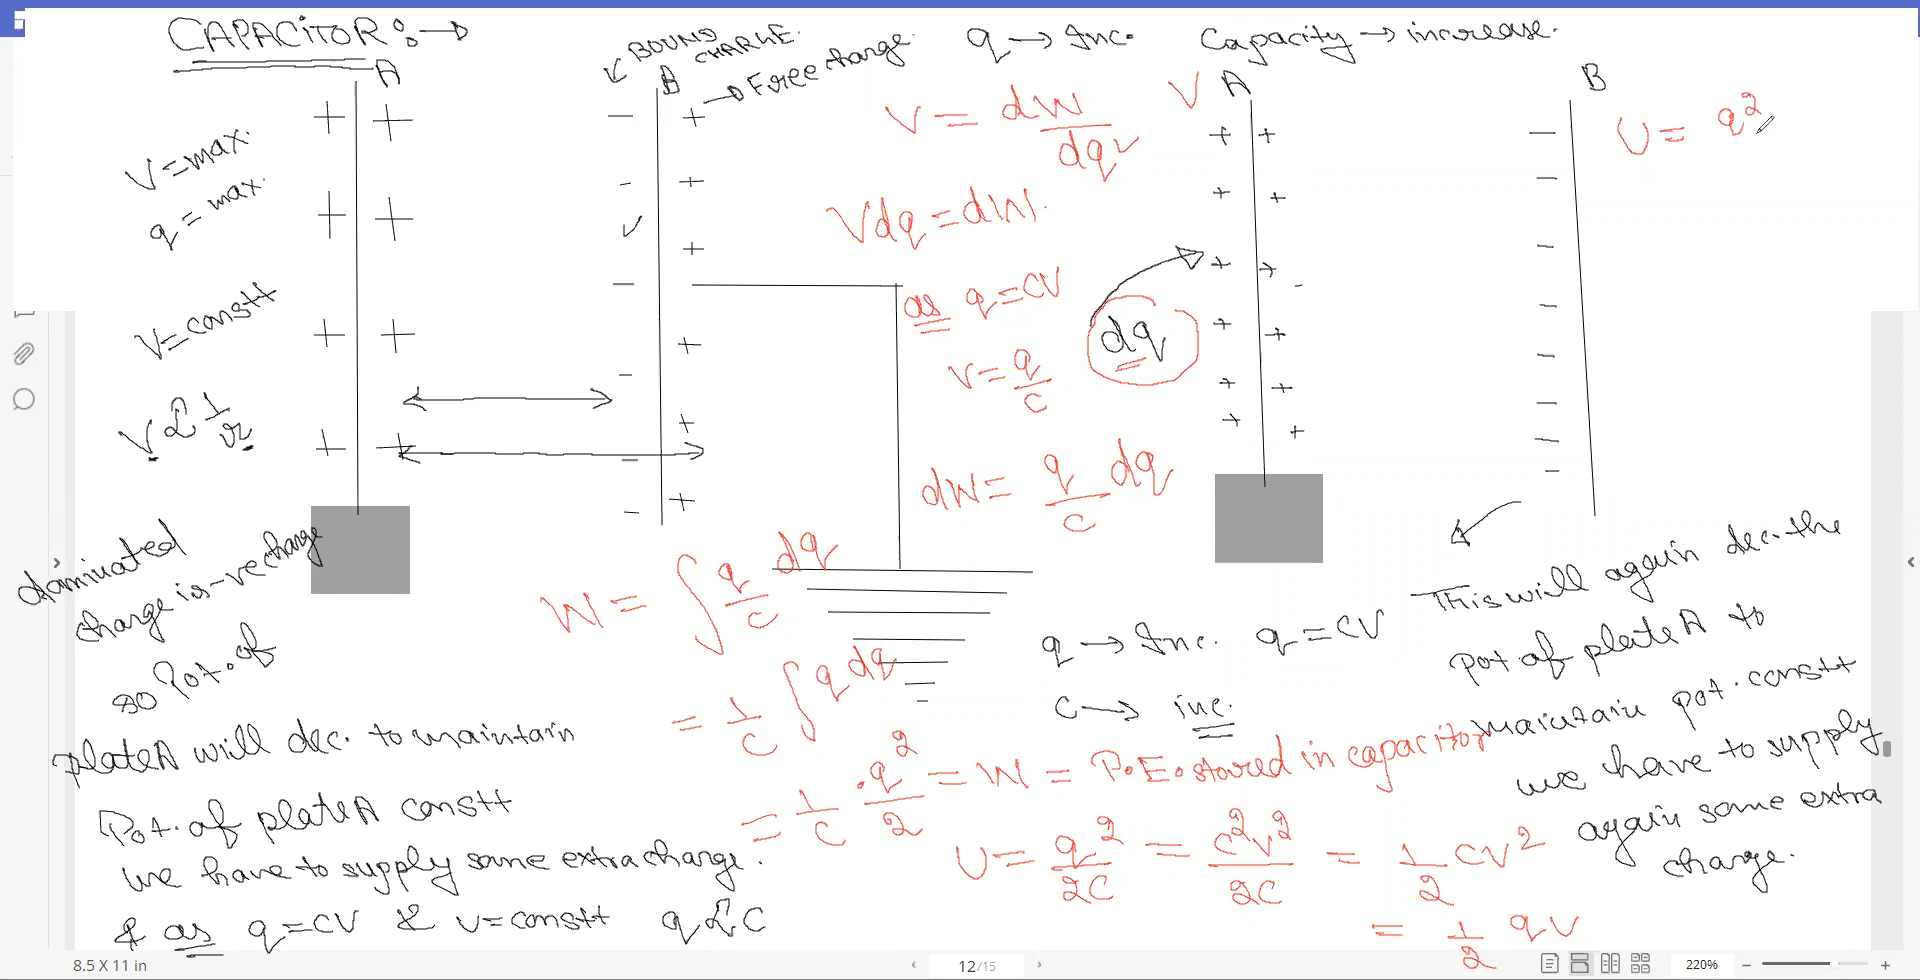 CAPACITOR :→
A
V=max.
q=max.
V=constt
V α 1/r
BOUND CHARGE.
B
→ Free charge.
dominated
charge is -ve charge
so Pot. of
plate A will dec. to maintain
Pot. of plate A constt
we have to supply some extra charge.
& as q=CV & V=constt q α C
q → Inc. Capacity → increase.
V = dW/dq
V dq = dW.
as q=CV
V = q/C
dW = q/C dq
W = ∫ q/C dq
= 1/C ∫ q dq
= 1/C . q²/2 = W = P.E. stored in capacitor
U = q²/2C = C²V²/2C = 1/2 CV²
= 1/2 qV
V
A
dq
B
U = q²
q → Inc. q = CV
C → inc.
This will again dec. the
pot of plate A to
maintain pot. constt
we have to supply
again some extra
charge.
8.5 X 11 in
12/15
220%